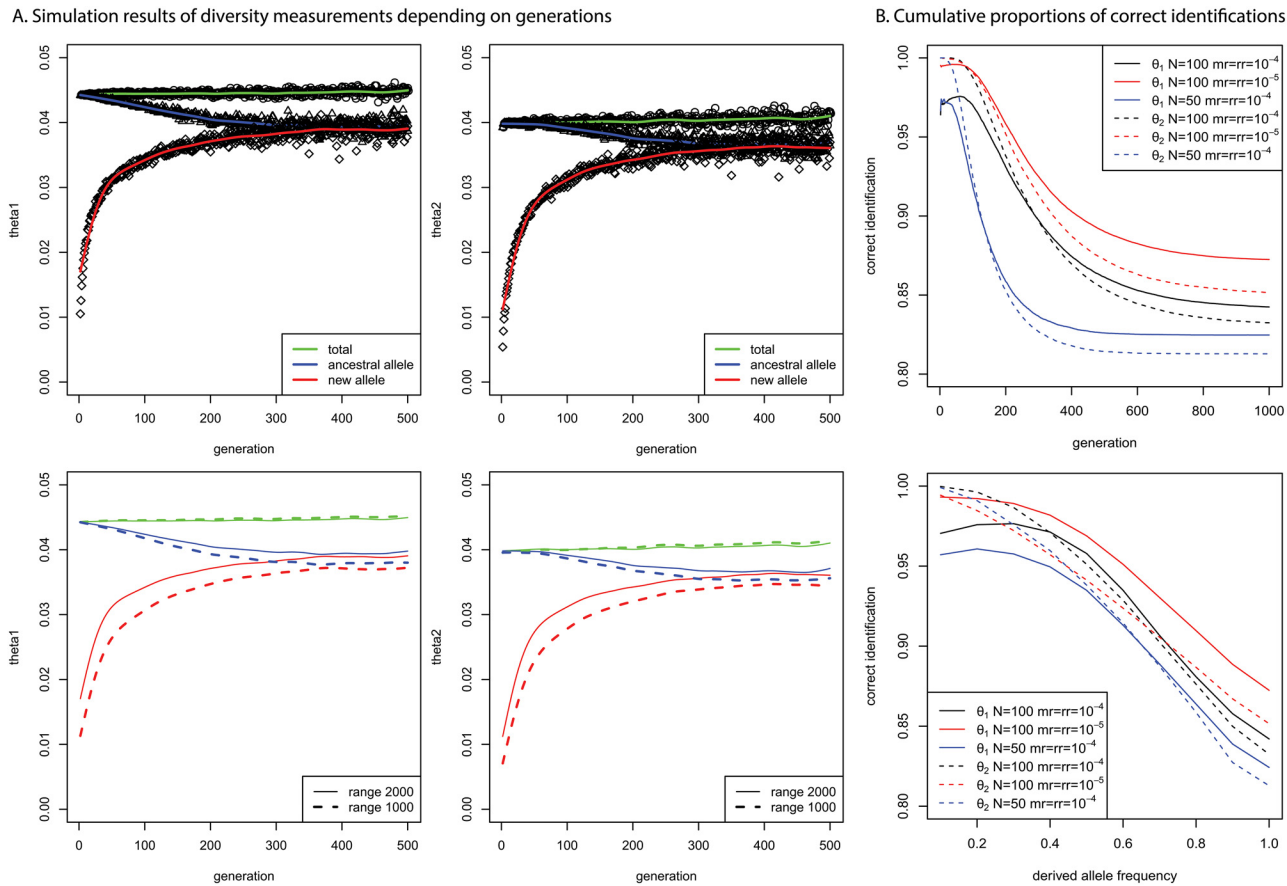 A. Simulation results of diversity measurements depending on generations
B. Cumulative proportions of correct identifications
theta1
0.00
0.01
0.02
0.03
0.04
0.05
total
ancestral allele
new allele
0
100
200
300
400
500
generation
theta2
0.00
0.01
0.02
0.03
0.04
0.05
total
ancestral allele
new allele
0
100
200
300
400
500
generation
correct identification
0.80
0.85
0.90
0.95
1.00
θ₁ N=100 mr=rr=10⁻⁴
θ₁ N=100 mr=rr=10⁻⁵
θ₁ N=50 mr=rr=10⁻⁴
θ₂ N=100 mr=rr=10⁻⁴
θ₂ N=100 mr=rr=10⁻⁵
θ₂ N=50 mr=rr=10⁻⁴
0
200
400
600
800
1000
generation
theta1
0.00
0.01
0.02
0.03
0.04
0.05
range 2000
range 1000
0
100
200
300
400
500
generation
theta2
0.00
0.01
0.02
0.03
0.04
0.05
range 2000
range 1000
0
100
200
300
400
500
generation
correct identification
0.80
0.85
0.90
0.95
1.00
θ₁ N=100 mr=rr=10⁻⁴
θ₁ N=100 mr=rr=10⁻⁵
θ₁ N=50 mr=rr=10⁻⁴
θ₂ N=100 mr=rr=10⁻⁴
θ₂ N=100 mr=rr=10⁻⁵
θ₂ N=50 mr=rr=10⁻⁴
0.2
0.4
0.6
0.8
1.0
derived allele frequency